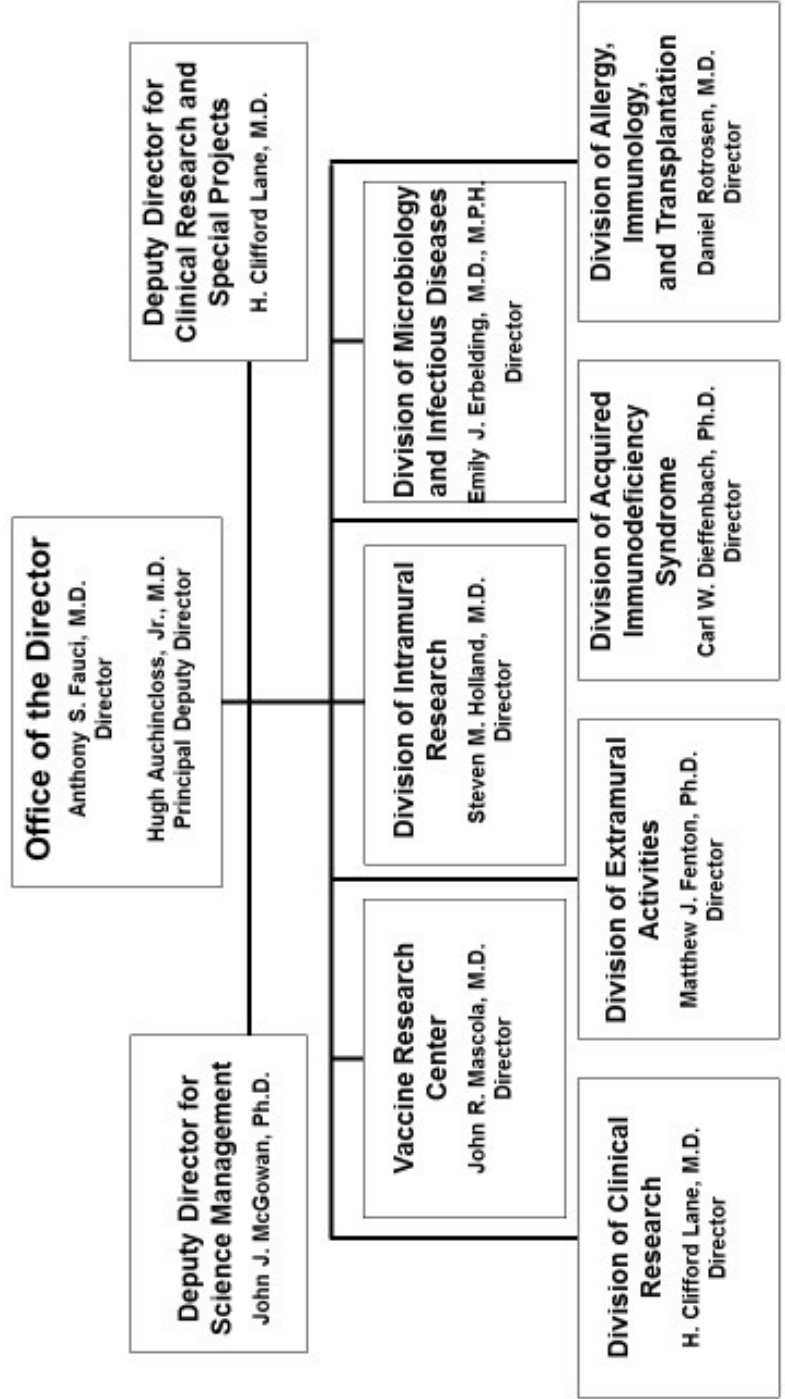 Office of the Director
Anthony S. Fauci, M.D.
Director
Hugh Auchincloss, Jr., M.D.
Principal Deputy Director
Deputy Director for
Science Management
John J. McGowan, Ph.D.
Deputy Director for
Clinical Research and
Special Projects
H. Clifford Lane, M.D.
Vaccine Research
Center
John R. Mascola, M.D.
Director
Division of Intramural
Research
Steven M. Holland, M.D.
Director
Division of Microbiology
and Infectious Diseases
Emily J. Erbelding, M.D., M.P.H.
Director
Division of Clinical
Research
H. Clifford Lane, M.D.
Director
Division of Extramural
Activities
Matthew J. Fenton, Ph.D.
Director
Division of Acquired
Immunodeficiency
Syndrome
Carl W. Dieffenbach, Ph.D.
Director
Division of Allergy,
Immunology,
and Transplantation
Daniel Rotrosen, M.D.
Director